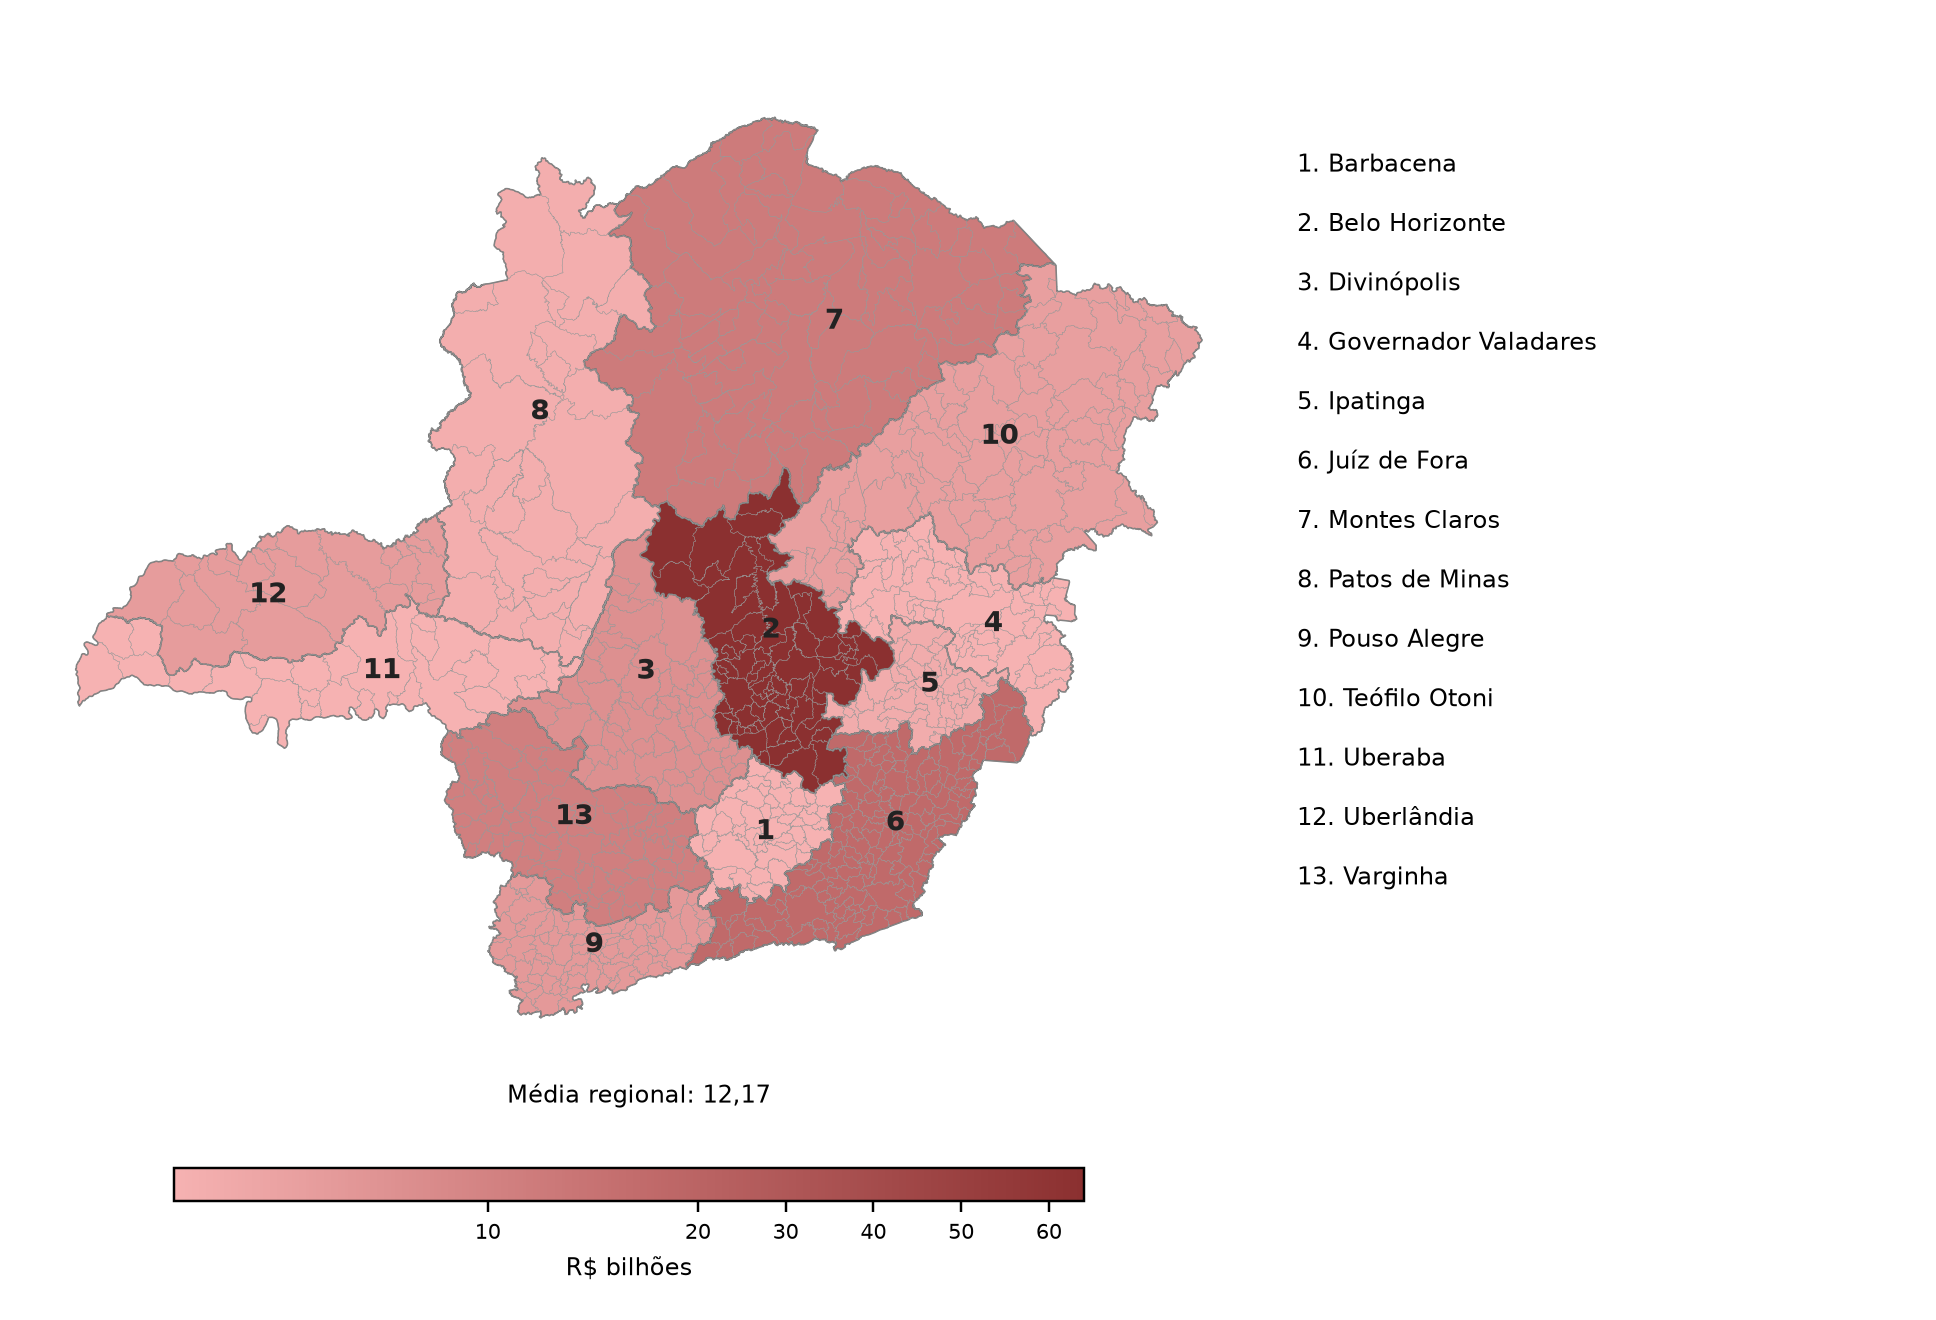 7
8
10
12
2
4
11
3
5
13
6
1
9
1. Barbacena
2. Belo Horizonte
3. Divinópolis
4. Governador Valadares
5. Ipatinga
6. Juíz de Fora
7. Montes Claros
8. Patos de Minas
9. Pouso Alegre
10. Teófilo Otoni
11. Uberaba
12. Uberlândia
13. Varginha
Média regional: 12,17
10 20 30 40 50 60
R$ bilhões